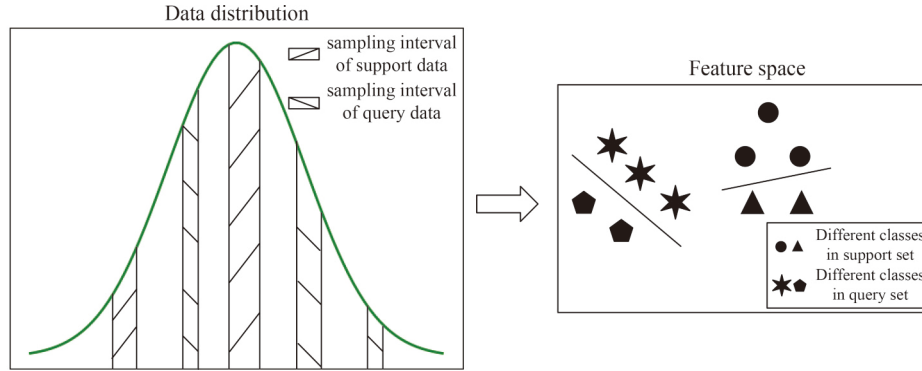 Data distribution
sampling interval
of support data
sampling interval
of query data
Feature space
Different classes
in support set
Different classes
in query set